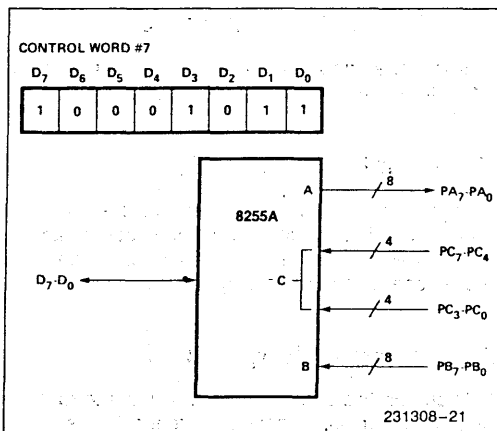 CONTROL WORD #7
D7 D6 D5 D4 D3 D2 D1 D0
1 0 0 0 1 0 1 1
8255A
A
8
PA7-PA0
4
PC7-PC4
D7-D0
C
4
PC3-PC0
B
8
PB7-PB0
231308–21